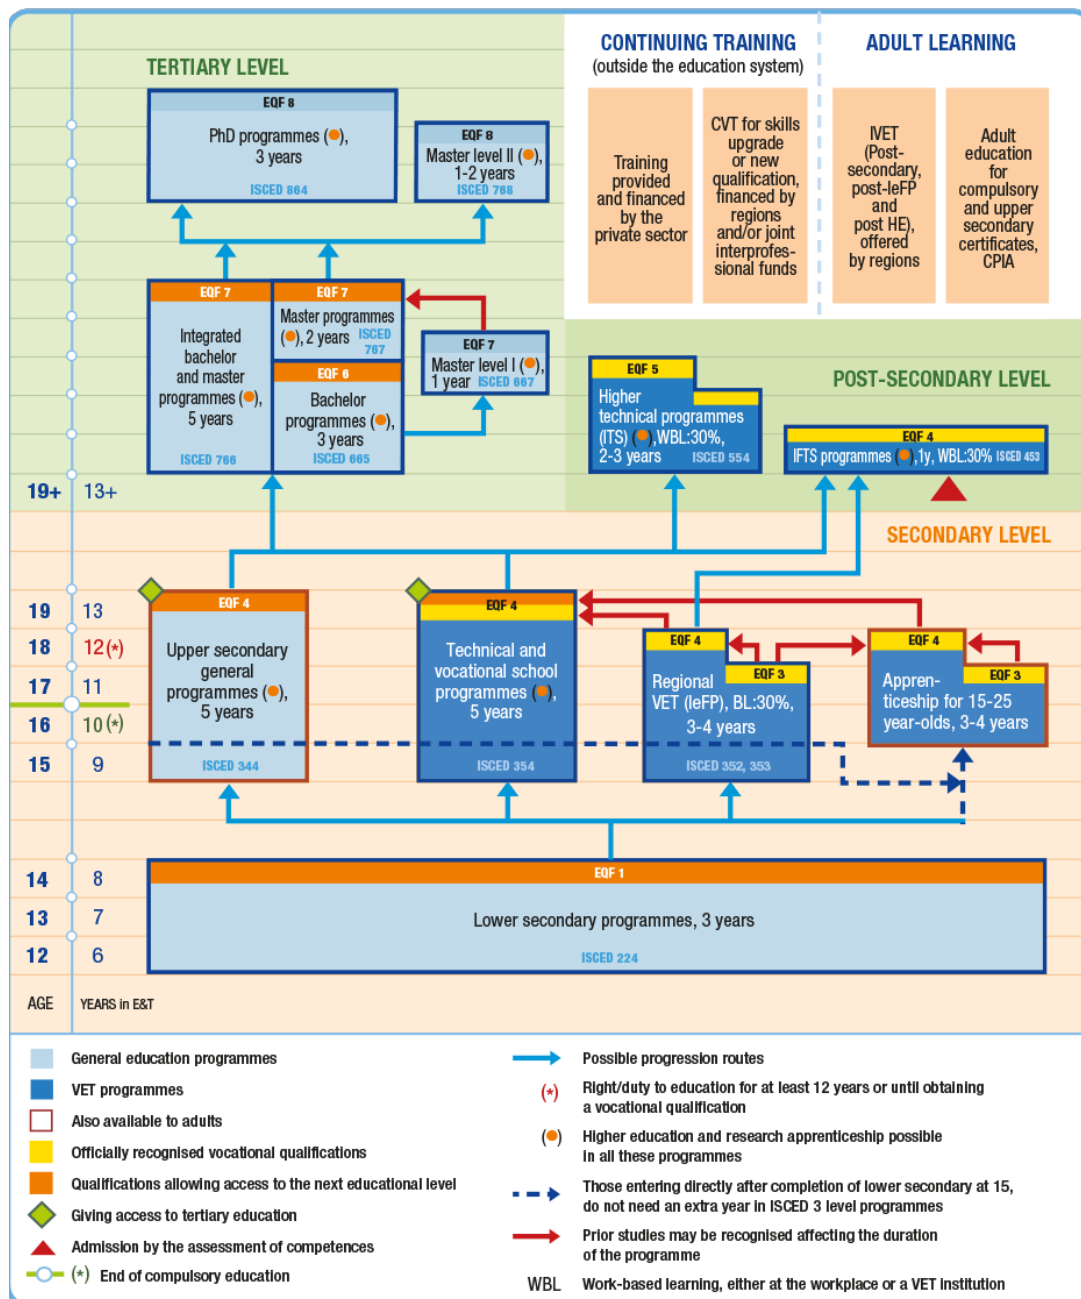 TERTIARY LEVEL
CONTINUING TRAINING
(outside the education system)
ADULT LEARNING
EQF 8
PhD programmes (●),
3 years
ISCED 864
EQF 8
Master level II (●),
1-2 years
ISCED 768
Training
provided
and financed
by the
private sector
CVT for skills
upgrade
or new
qualification,
financed by
regions
and/or joint
interprofes-
sional funds
IVET
(Post-
secondary,
post-leFP
and
post HE),
offered
by regions
Adult
education
for
compulsory
and upper
secondary
certificates,
CPIA
EQF 7
Integrated
bachelor
and master
programmes (●),
5 years
ISCED 766
EQF 7
Master programmes
(●), 2 years ISCED
767
EQF 6
Bachelor
programmes (●),
3 years
ISCED 665
EQF 7
Master level I (●),
1 year ISCED 667
POST-SECONDARY LEVEL
EQF 5
Higher
technical programmes
(ITS) (●),WBL:30%,
2-3 years
ISCED 554
EQF 4
IFTS programmes (●),1y, WBL:30% ISCED 453
19+ 13+
SECONDARY LEVEL
19 13
18 12(*)
17 11
16 10(*)
15 9
EQF 4
Upper secondary
general
programmes (●),
5 years
ISCED 344
EQF 4
Technical and
vocational school
programmes (●),
5 years
ISCED 354
EQF 4
EQF 3
Regional
VET (leFP), BL:30%,
3-4 years
ISCED 352, 353
EQF 4
EQF 3
Appren-
ticeship for 15-25
year-olds, 3-4 years
14 8
13 7
12 6
EQF 1
Lower secondary programmes, 3 years
ISCED 224
AGE YEARS in E&T
General education programmes
VET programmes
Also available to adults
Officially recognised vocational qualifications
Qualifications allowing access to the next educational level
Giving access to tertiary education
Admission by the assessment of competences
(*) End of compulsory education
Possible progression routes
(*) Right/duty to education for at least 12 years or until obtaining
a vocational qualification
(●) Higher education and research apprenticeship possible
in all these programmes
Those entering directly after completion of lower secondary at 15,
do not need an extra year in ISCED 3 level programmes
Prior studies may be recognised affecting the duration
of the programme
WBL Work-based learning, either at the workplace or a VET institution